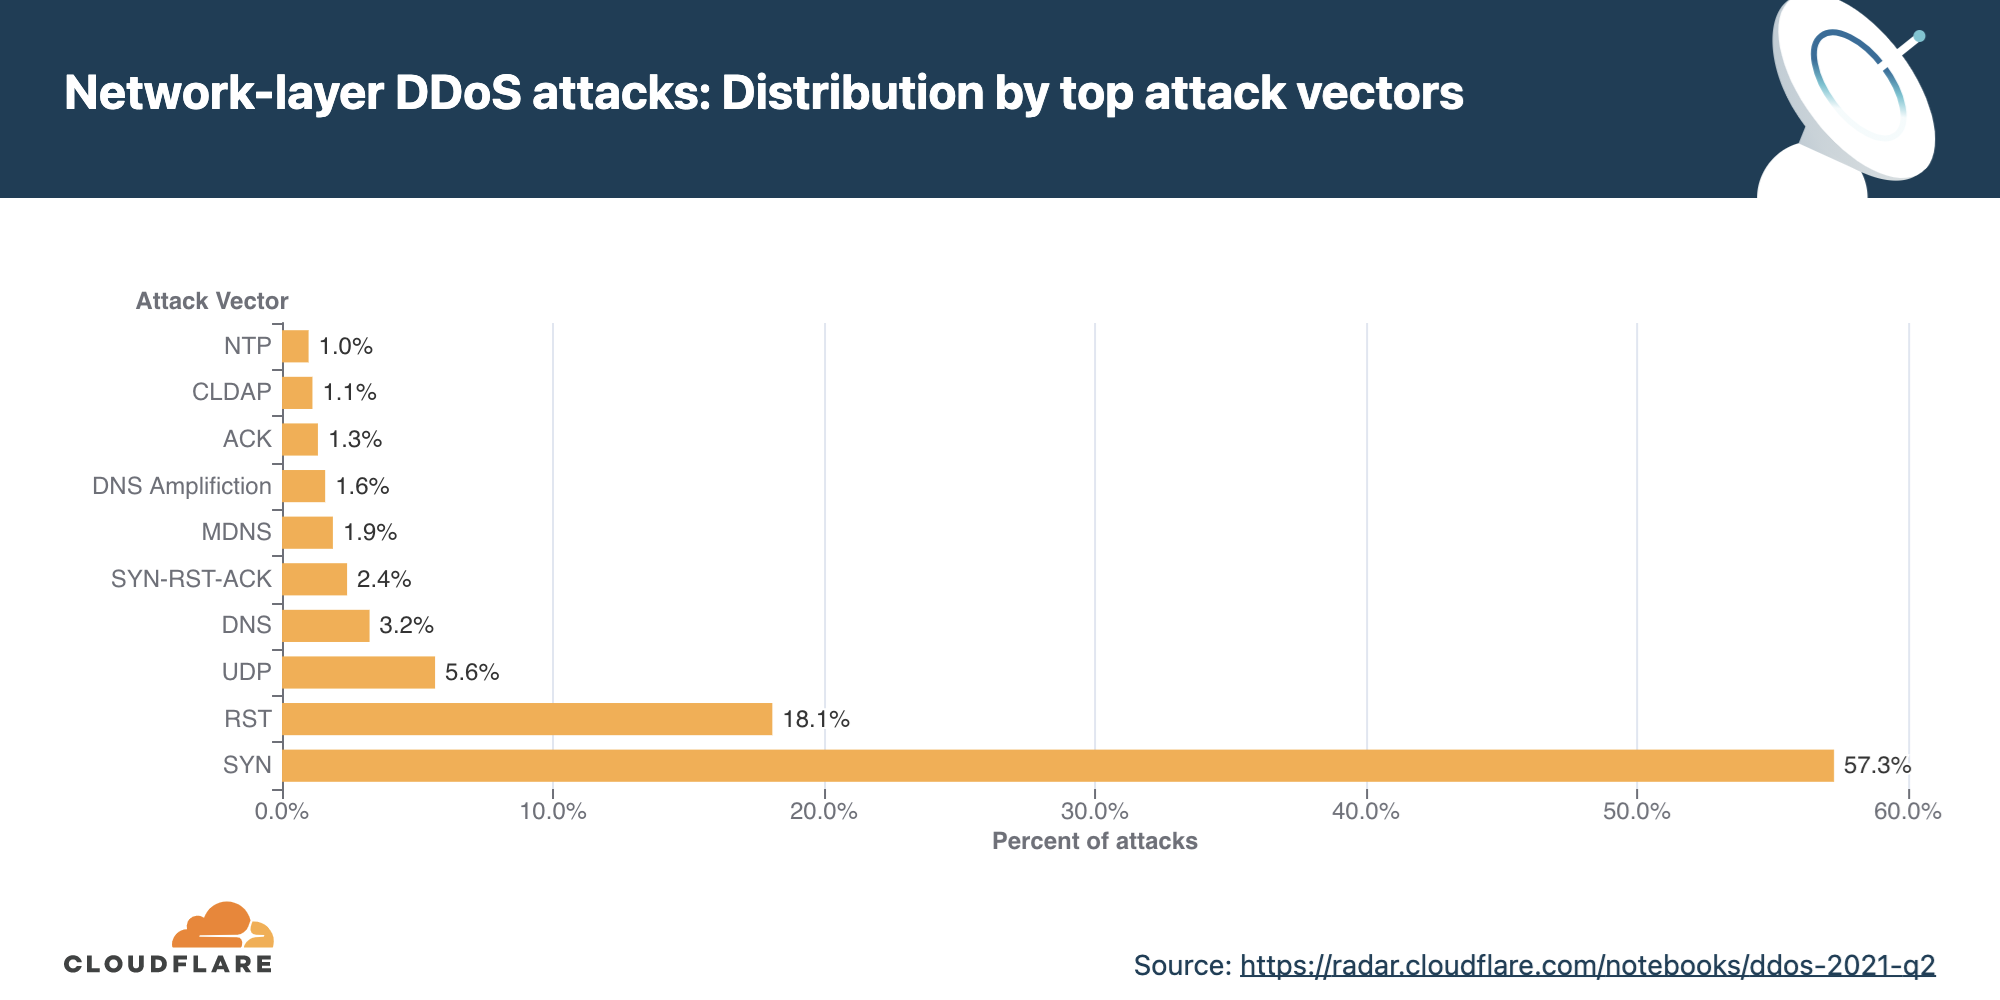 Network-layer DDoS attacks: Distribution by top attack vectors
Attack Vector
NTP 1.0%
CLDAP 1.1%
ACK 1.3%
DNS Amplifiction 1.6%
MDNS 1.9%
SYN-RST-ACK 2.4%
DNS 3.2%
UDP 5.6%
RST 18.1%
SYN 57.3%
0.0% 10.0% 20.0% 30.0% 40.0% 50.0% 60.0%
Percent of attacks
CLOUDFLARE
Source: https://radar.cloudflare.com/notebooks/ddos-2021-q2